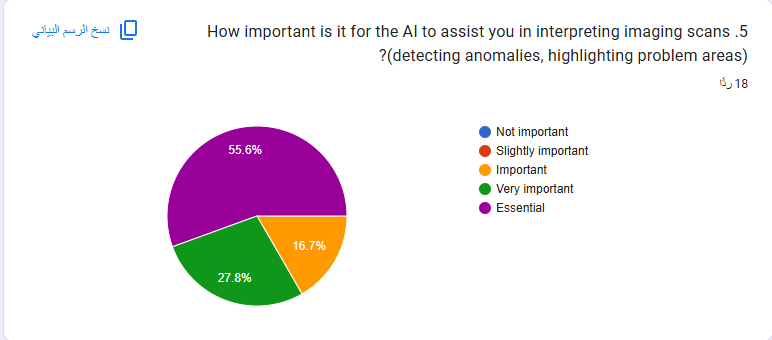 نسخ الرسم البياني
How important is it for the AI to assist you in interpreting imaging scans .5
?(detecting anomalies, highlighting problem areas)
18 ردًا
55.6%
16.7%
27.8%
Not important
Slightly important
Important
Very important
Essential